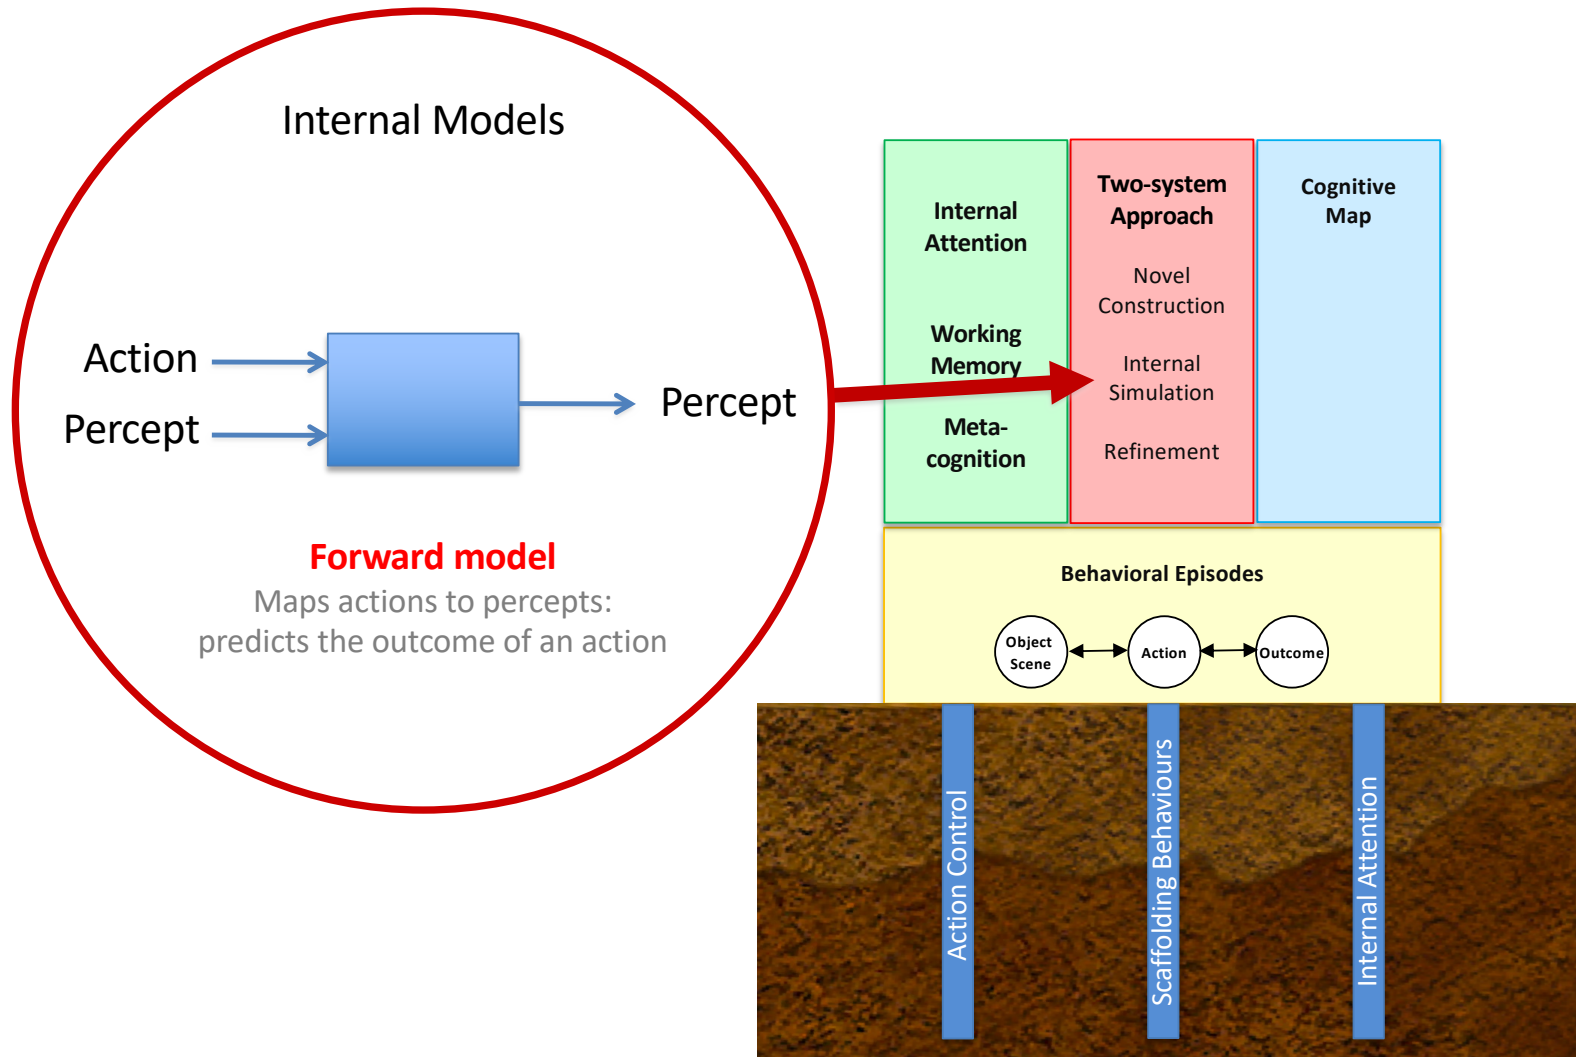 Internal Models
Action
Percept
Percept
Forward model
Maps actions to percepts:
predicts the outcome of an action
Internal
Attention
Working
Memory
Meta-
cognition
Two-system
Approach
Novel
Construction
Internal
Simulation
Refinement
Cognitive
Map
Behavioral Episodes
Object
Scene
Action
Outcome
Action Control
Scaffolding Behaviours
Internal Attention